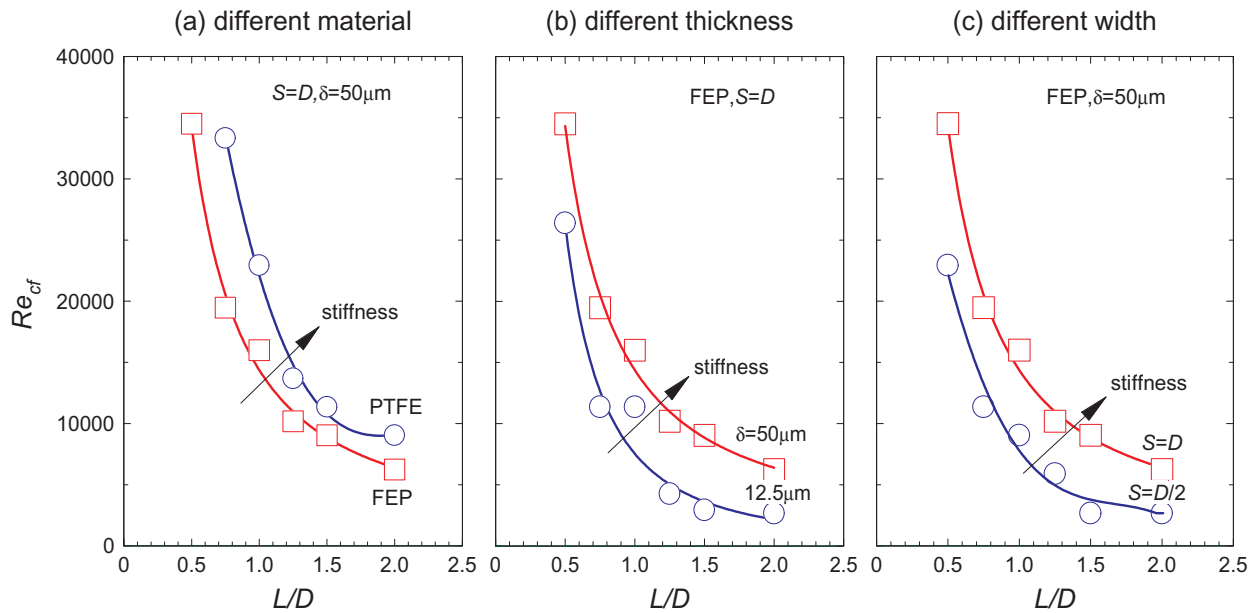 (a) different material
(b) different thickness
(c) different width
Re_cf
40000
30000
20000
10000
0
S=D,δ=50μm
stiffness
PTFE
FEP
0
0.5
1.0
1.5
2.0
2.5
L/D
FEP,S=D
stiffness
δ=50μm
12.5μm
0
0.5
1.0
1.5
2.0
2.5
L/D
FEP,δ=50μm
stiffness
S=D
S=D/2
0
0.5
1.0
1.5
2.0
2.5
L/D